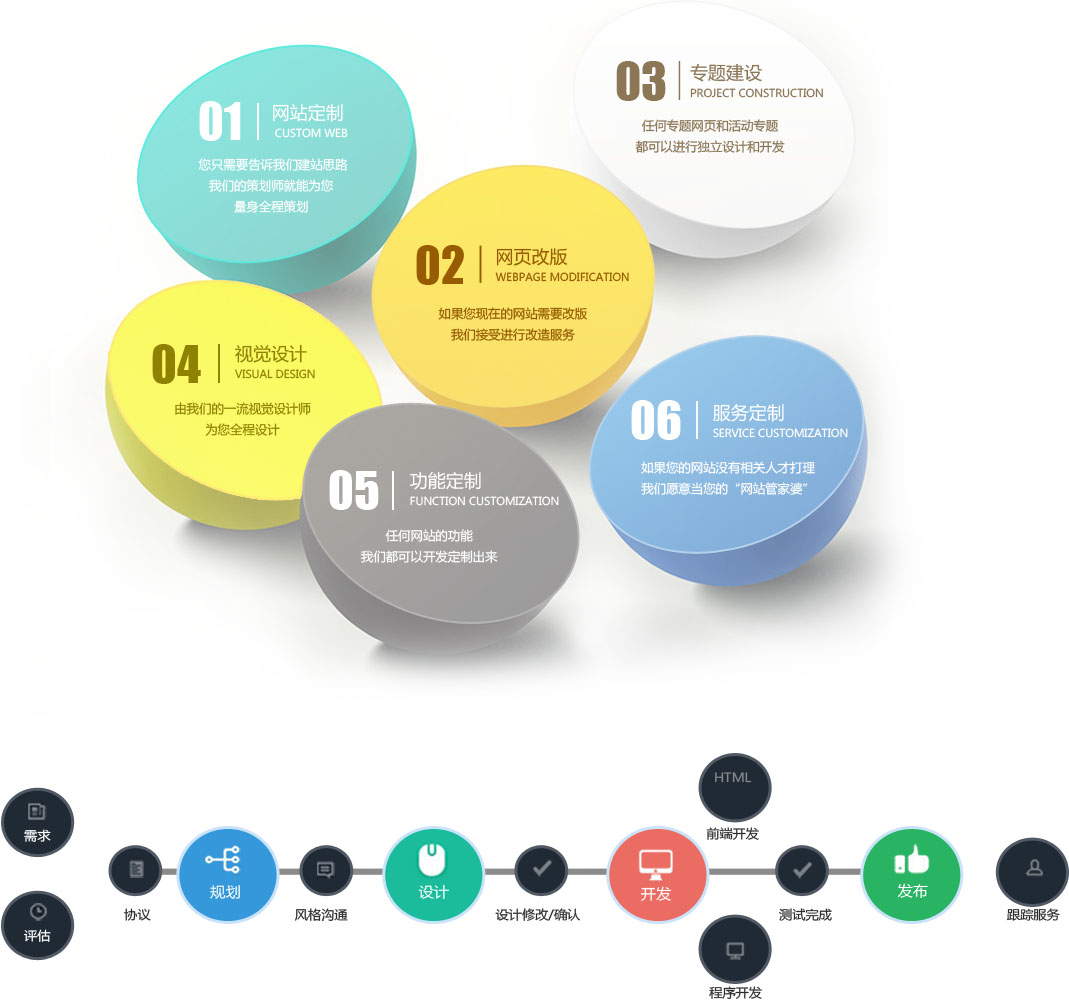 01
网站定制
CUSTOM WEB
您只需要告诉我们建站思路
我们的策划师就能为您
量身全程策划
02
网页改版
WEBPAGE MODIFICATION
如果您现在的网站需要改版
我们接受进行改造服务
03
专题建设
PROJECT CONSTRUCTION
任何专题网页和活动专题
都可以进行独立设计和开发
04
视觉设计
VISUAL DESIGN
由我们的一流视觉设计师
为您全程设计
05
功能定制
FUNCTION CUSTOMIZATION
任何网站的功能
我们都可以开发定制出来
06
服务定制
SERVICE CUSTOMIZATION
如果您的网站没有相关人才打理
我们愿意当您的“网站管家婆”
需求
评估
协议
规划
风格沟通
设计
设计修改/确认
开发
HTML
前端开发
程序开发
测试完成
发布
跟踪服务